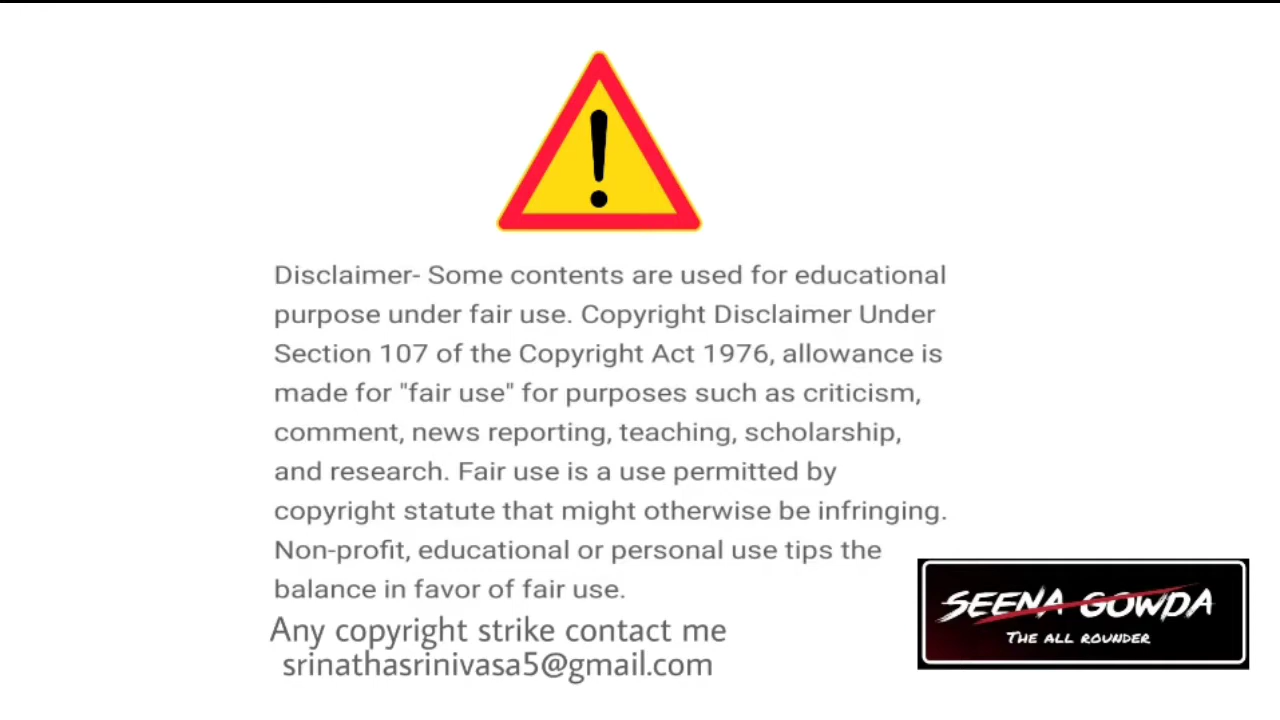 Disclaimer- Some contents are used for educational
purpose under fair use. Copyright Disclaimer Under
Section 107 of the Copyright Act 1976, allowance is
made for "fair use" for purposes such as criticism,
comment, news reporting, teaching, scholarship,
and research. Fair use is a use permitted by
copyright statute that might otherwise be infringing.
Non-profit, educational or personal use tips the
balance in favor of fair use.
Any copyright strike contact me
srinathasrinivasa5@gmail.com
SEENA GOWDA
THE ALL ROUNDER